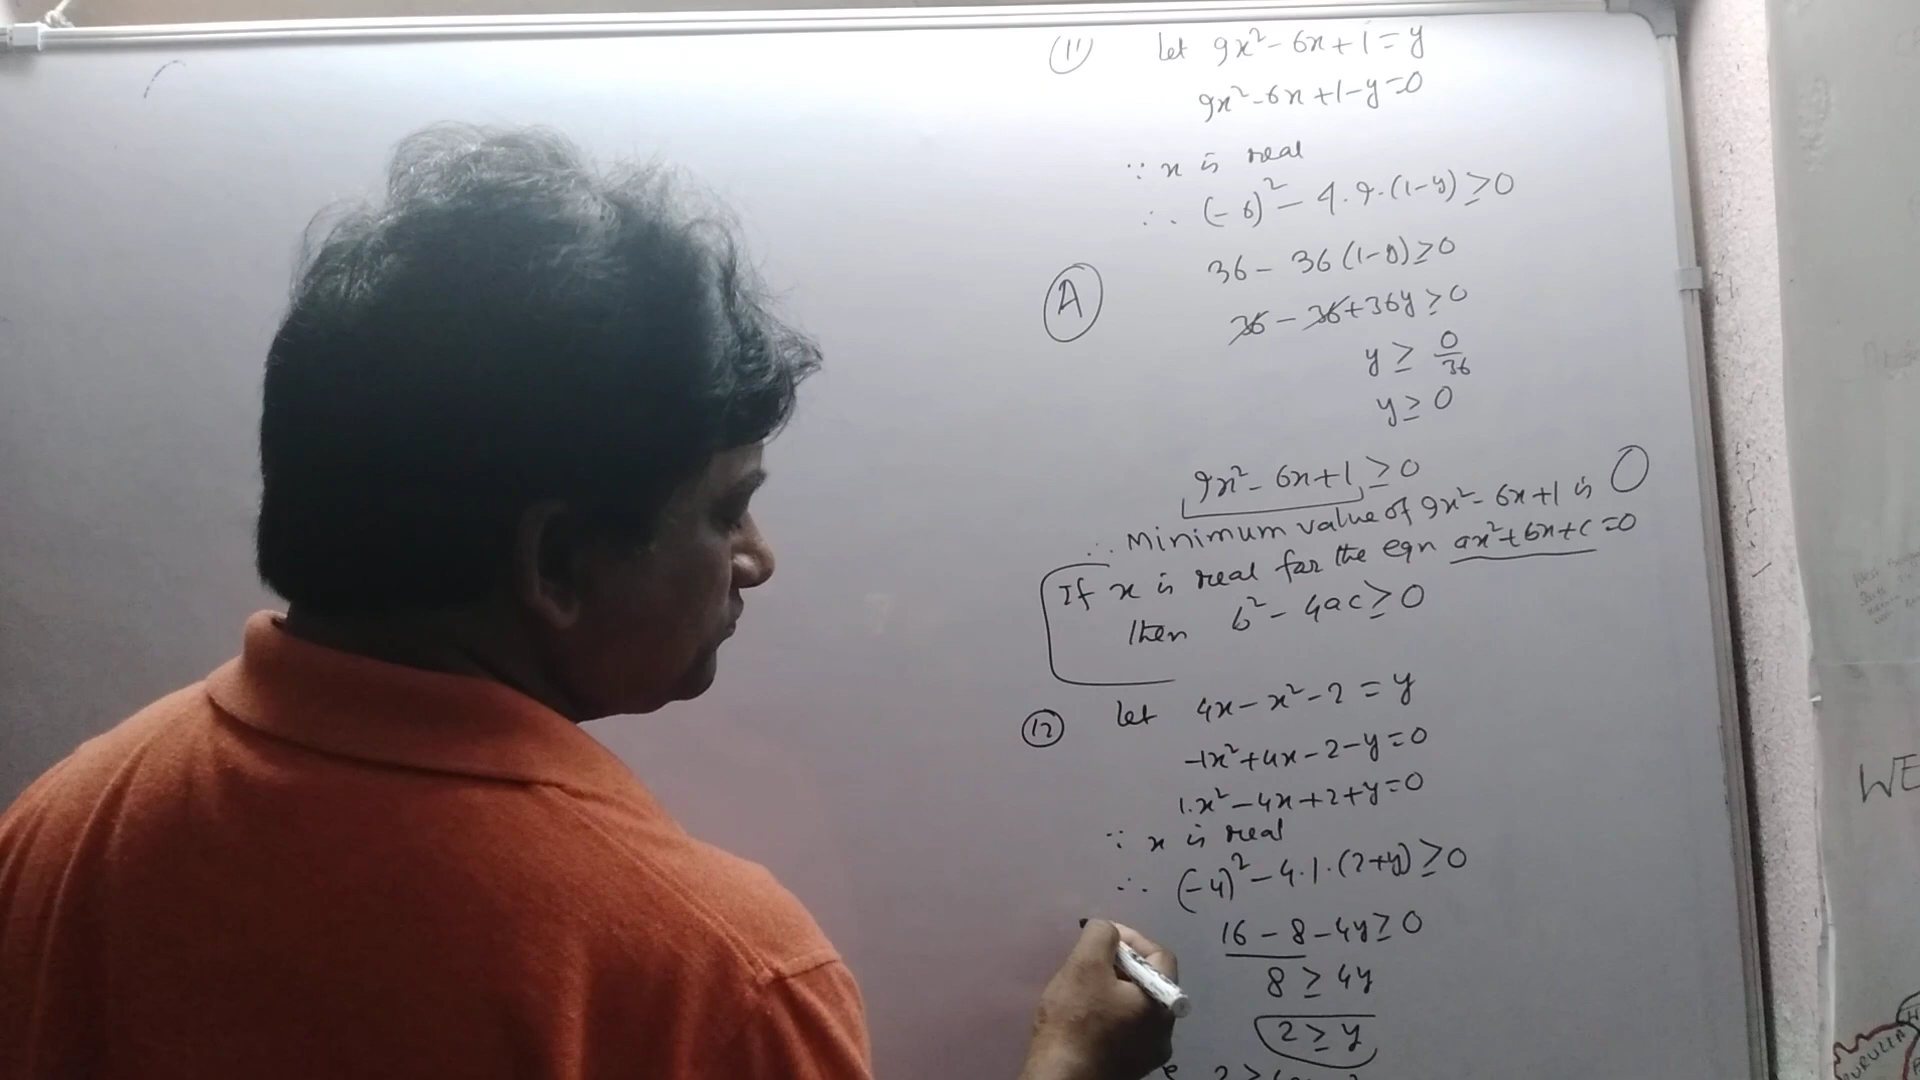 (11) Let 9x² - 6x + 1 = y
9x² - 6x + 1 - y = 0
∵ x is real
∴ (-6)² - 4.9.(1-y) ≥ 0
36 - 36(1-0) ≥ 0
(A)
36 - 36 + 36y ≥ 0
y ≥ 0/36
y ≥ 0
9x² - 6x + 1 ≥ 0
∴ Minimum value of 9x² - 6x + 1 is 0
If x is real for the eqn ax² + bx + c = 0
then b² - 4ac ≥ 0
(12) Let 4x - x² - 2 = y
-1x² + 4x - 2 - y = 0
1.x² - 4x + 2 + y = 0
∵ x is real
∴ (-4)² - 4.1.(2+y) ≥ 0
16 - 8 - 4y ≥ 0
8 ≥ 4y
2 ≥ y
WE